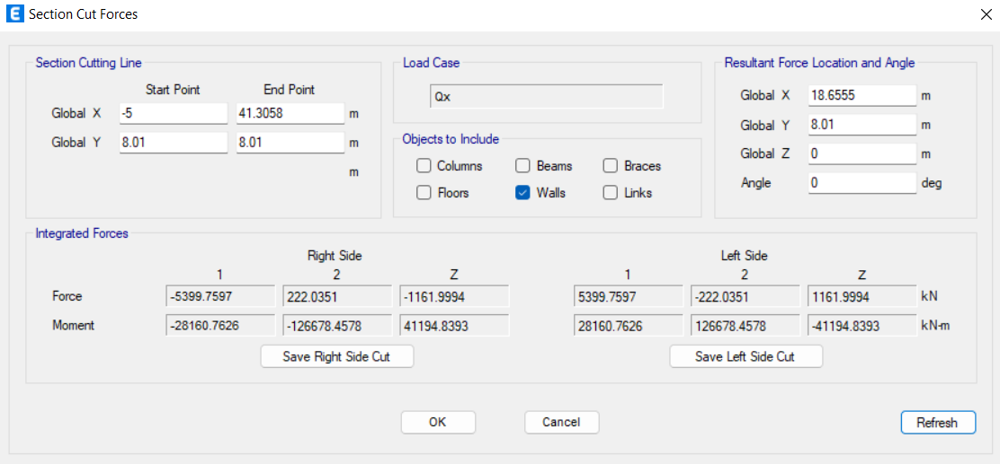 E Section Cut Forces
Section Cutting Line
Start Point End Point
Global X -5 41.3058 m
Global Y 8.01 8.01 m
m
Load Case
Qx
Objects to Include
Columns Beams Braces
Floors Walls Links
Resultant Force Location and Angle
Global X 18.6555 m
Global Y 8.01 m
Global Z 0 m
Angle 0 deg
Integrated Forces
Right Side Left Side
1 2 Z 1 2 Z
Force -5399.7597 222.0351 -1161.9994 5399.7597 -222.0351 1161.9994 kN
Moment -28160.7626 -126678.4578 41194.8393 28160.7626 126678.4578 -41194.8393 kN-m
Save Right Side Cut Save Left Side Cut
OK Cancel Refresh